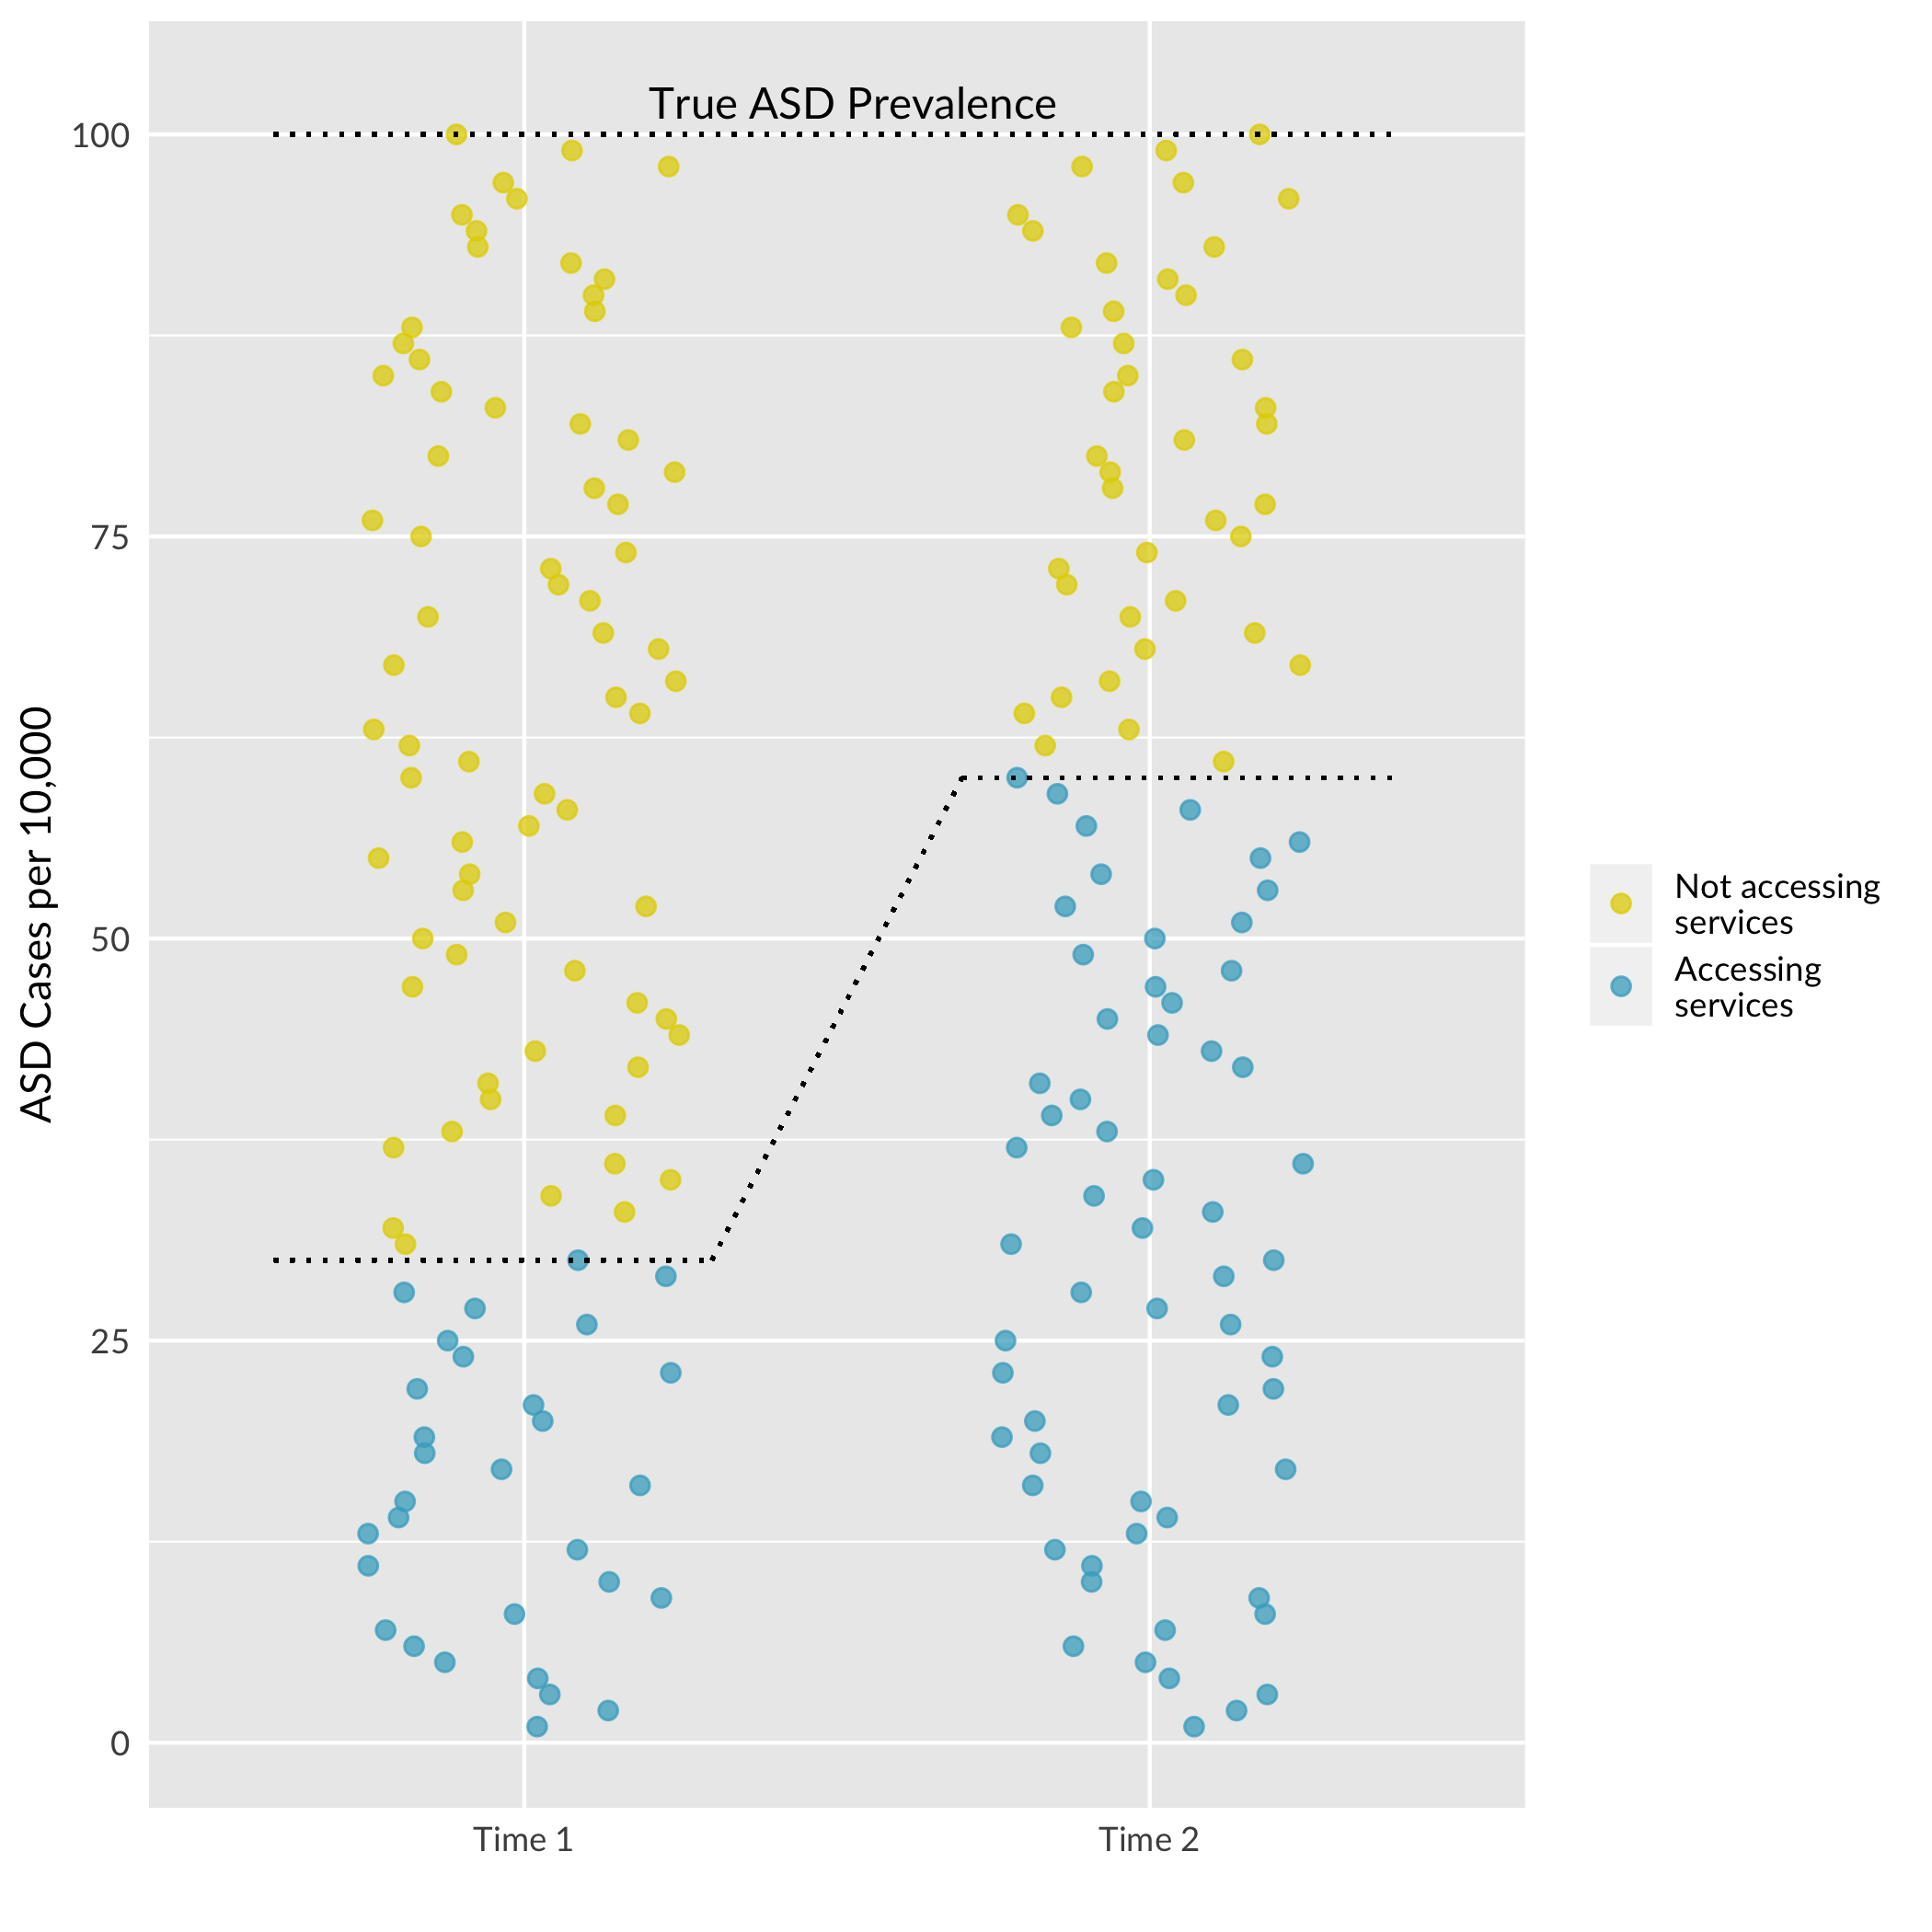 True ASD Prevalence
100
75
50
25
0
ASD Cases per 10,000
Time 1
Time 2
Not accessing
services
Accessing
services